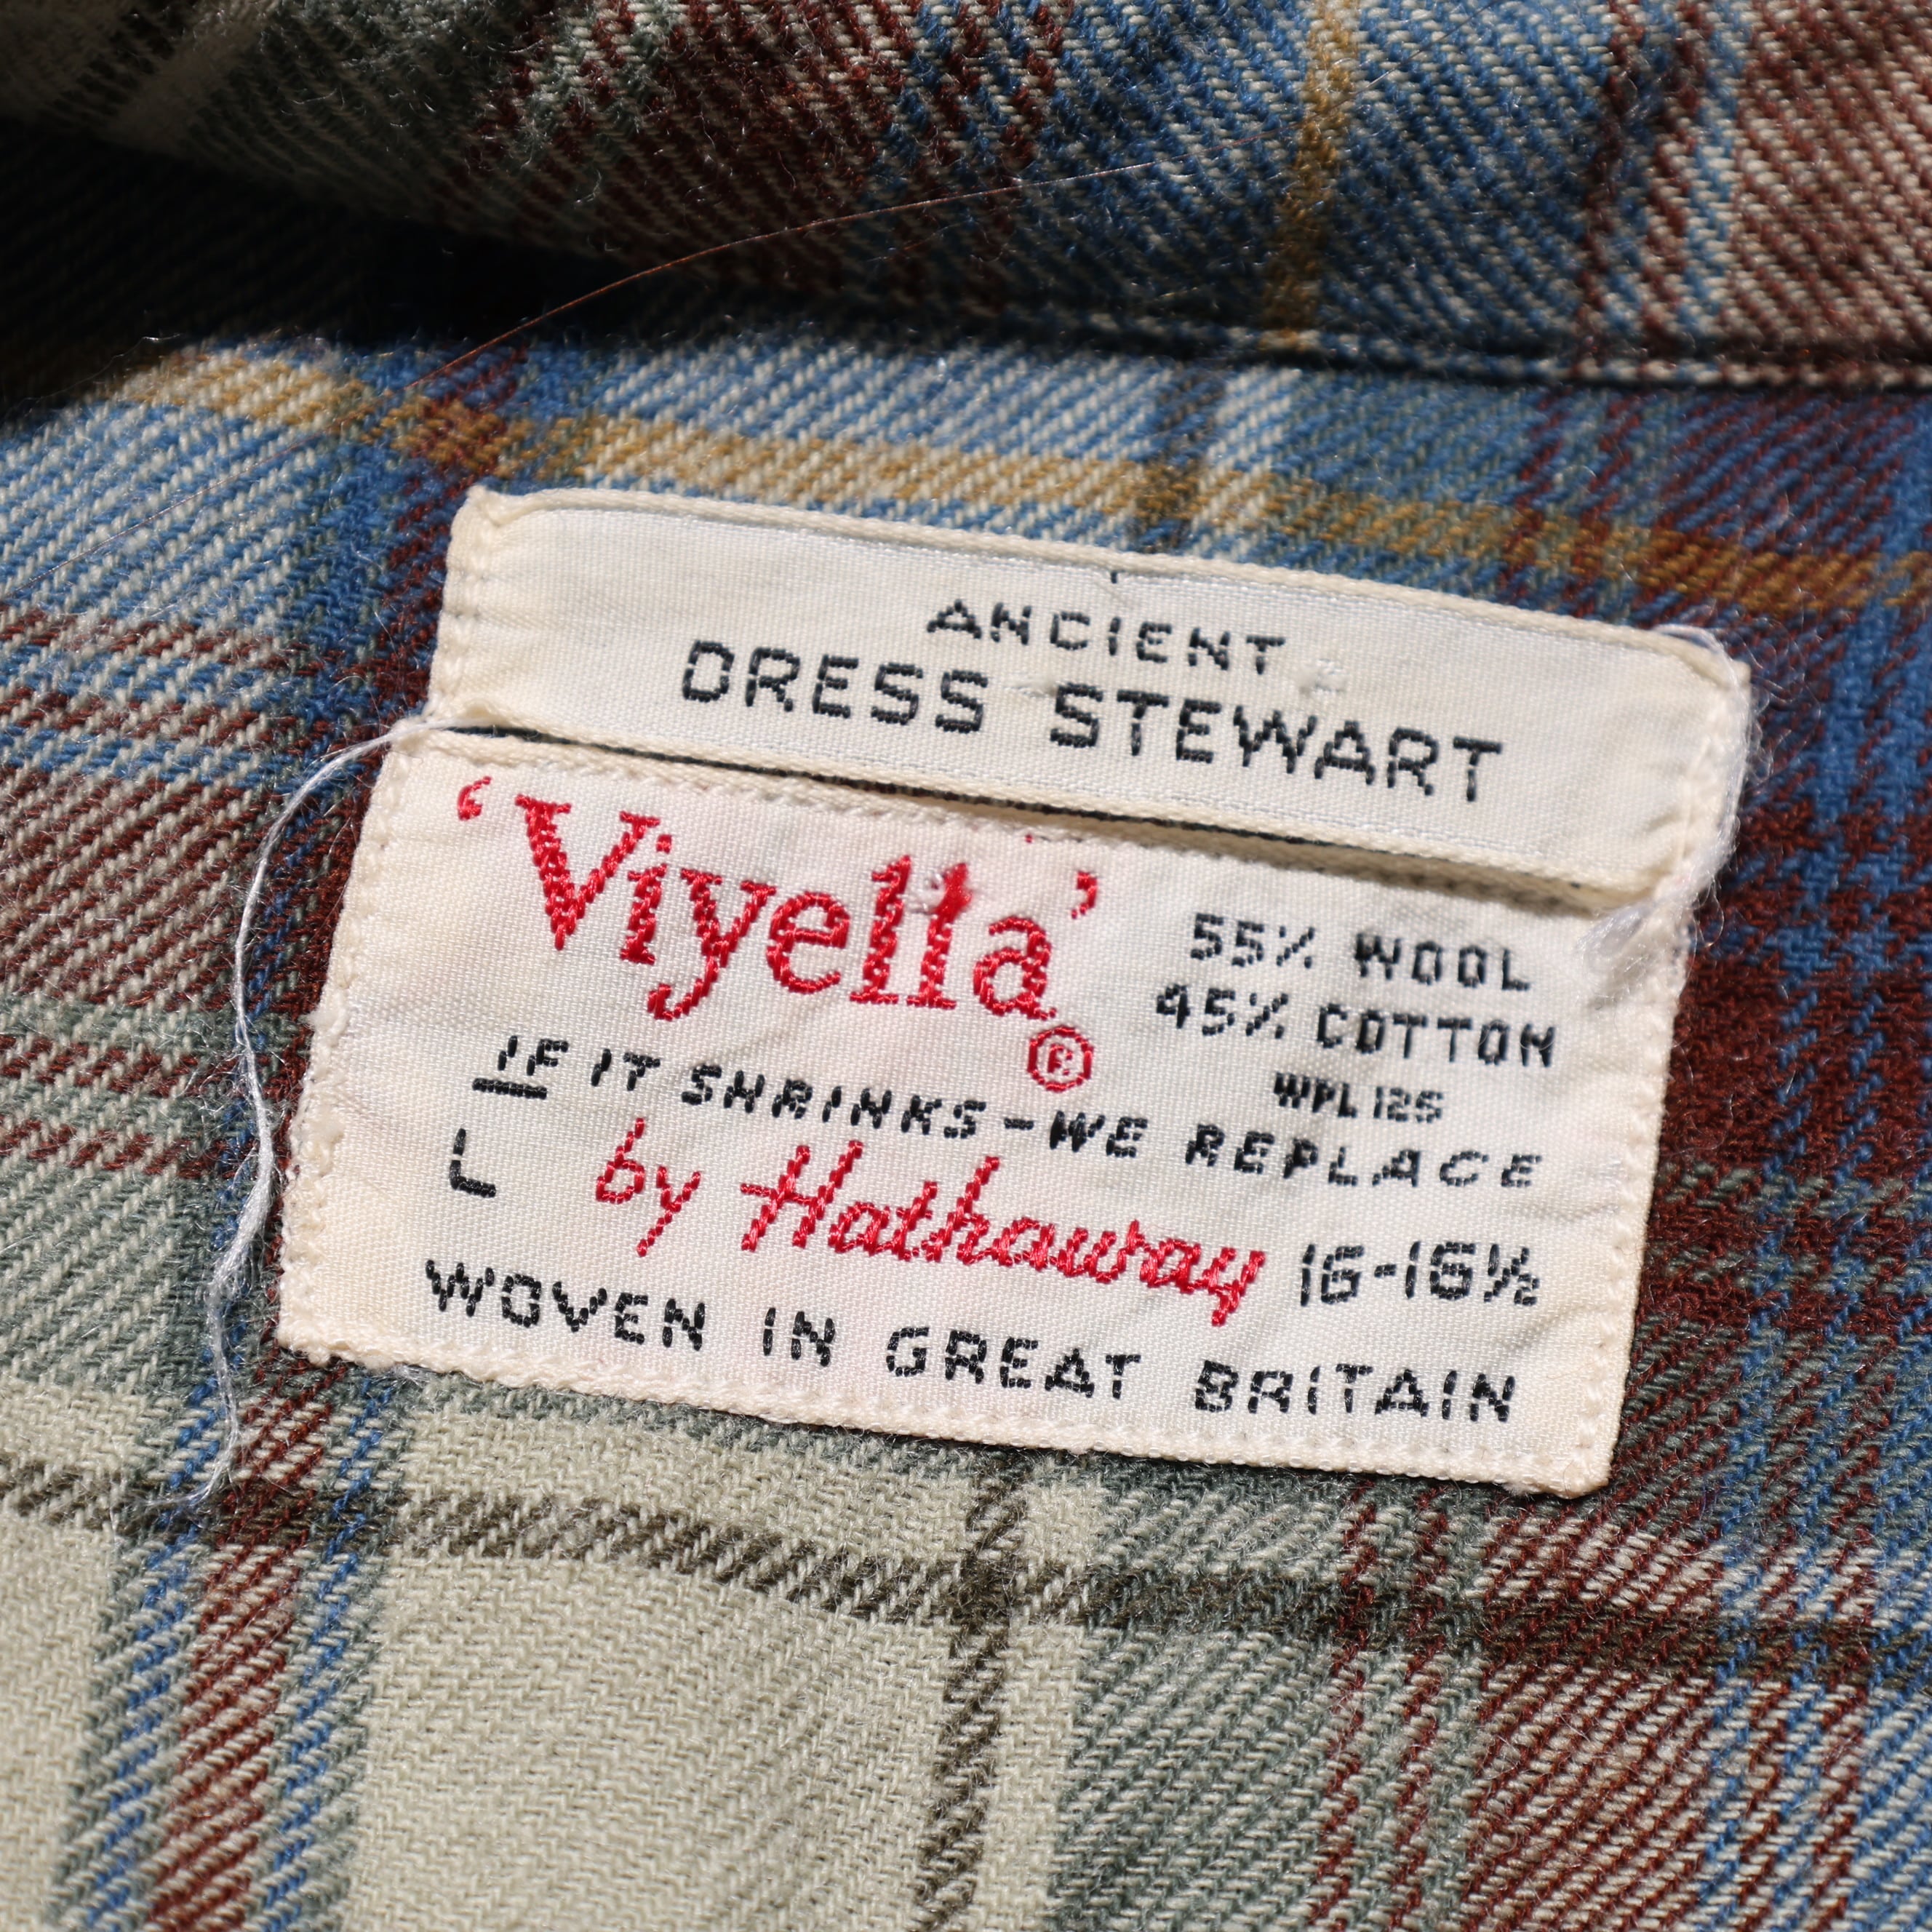 ANCIENT
DRESS STEWART
‘Viyella’®
55% WOOL
45% COTTON
WPL 125
IF IT SHRINKS - WE REPLACE
L by Hathaway 16-16½
WOVEN IN GREAT BRITAIN